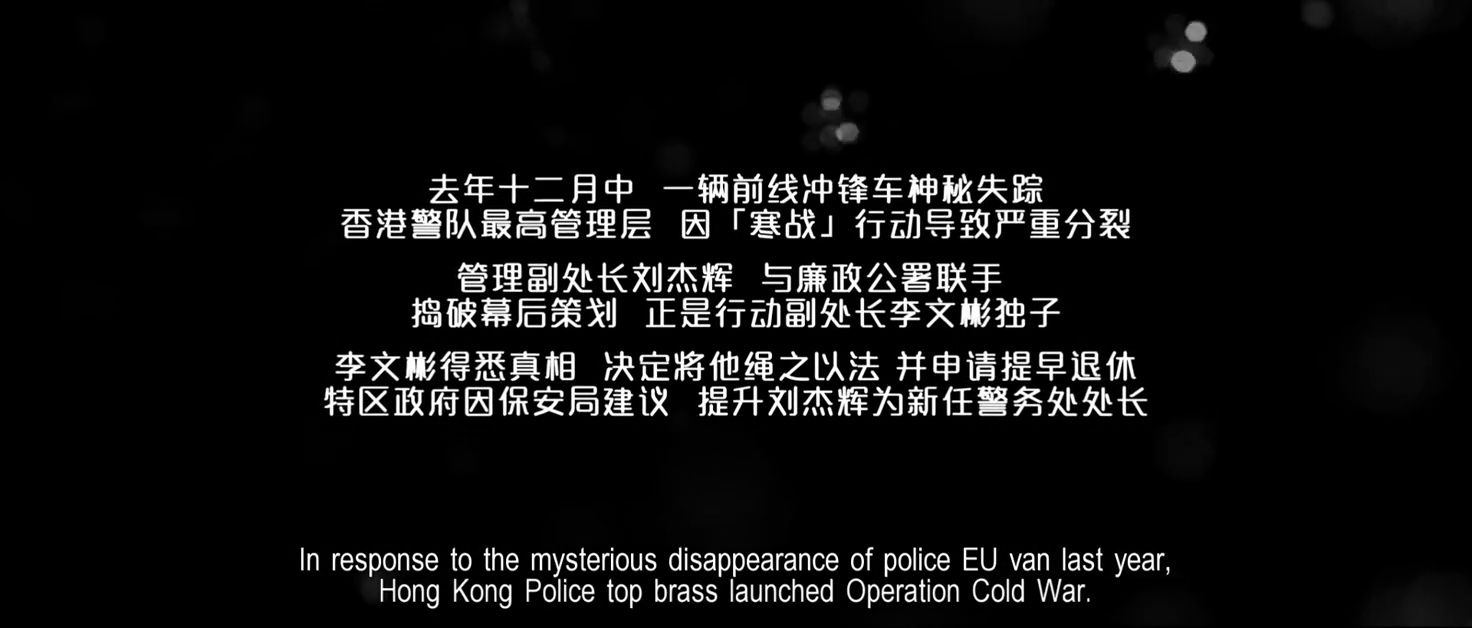 去年十二月中 一辆前线冲锋车神秘失踪
香港警队最高管理层 因「寒战」行动导致严重分裂
管理副处长刘杰辉 与廉政公署联手
捣破幕后策划 正是行动副处长李文彬独子
李文彬得悉真相 决定将他绳之以法 并申请提早退休
特区政府因保安局建议 提升刘杰辉为新任警务处处长
In response to the mysterious disappearance of police EU van last year,
Hong Kong Police top brass launched Operation Cold War.